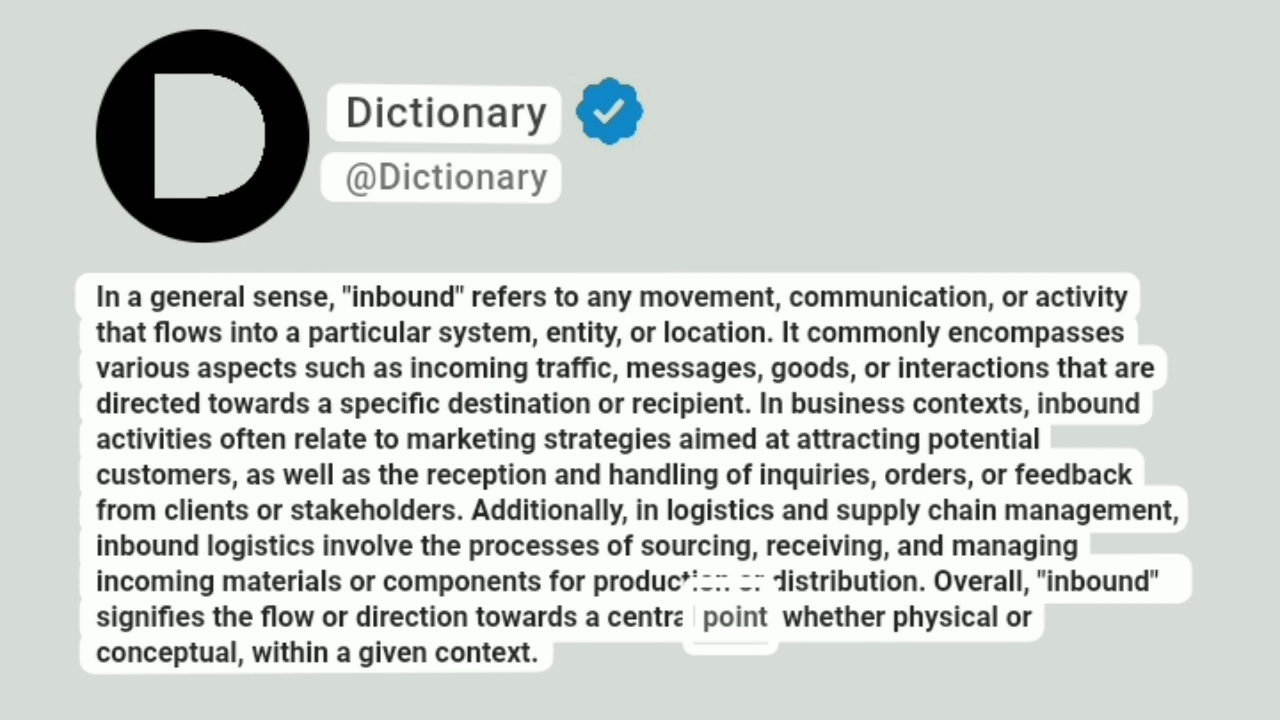 D
Dictionary
@Dictionary
In a general sense, "inbound" refers to any movement, communication, or activity
that flows into a particular system, entity, or location. It commonly encompasses
various aspects such as incoming traffic, messages, goods, or interactions that are
directed towards a specific destination or recipient. In business contexts, inbound
activities often relate to marketing strategies aimed at attracting potential
customers, as well as the reception and handling of inquiries, orders, or feedback
from clients or stakeholders. Additionally, in logistics and supply chain management,
inbound logistics involve the processes of sourcing, receiving, and managing
incoming materials or components for production or distribution. Overall, "inbound"
signifies the flow or direction towards a central point whether physical or
conceptual, within a given context.